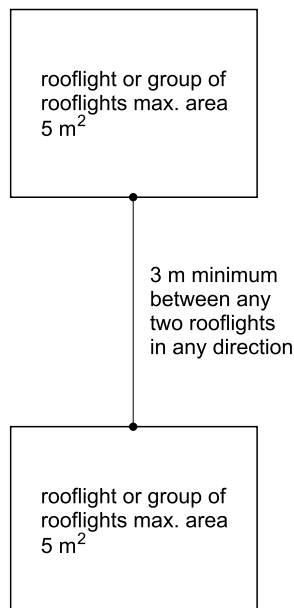 rooflight or group of
rooflights max. area
5 m²
3 m minimum
between any
two rooflights
in any direction
rooflight or group of
rooflights max. area
5 m²